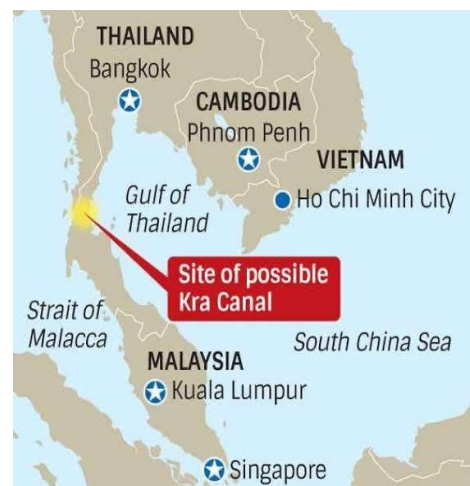 THAILAND
Bangkok
CAMBODIA
Phnom Penh
VIETNAM
Ho Chi Minh City
Gulf of
Thailand
Site of possible
Kra Canal
Strait of
Malacca
South China Sea
MALAYSIA
Kuala Lumpur
Singapore